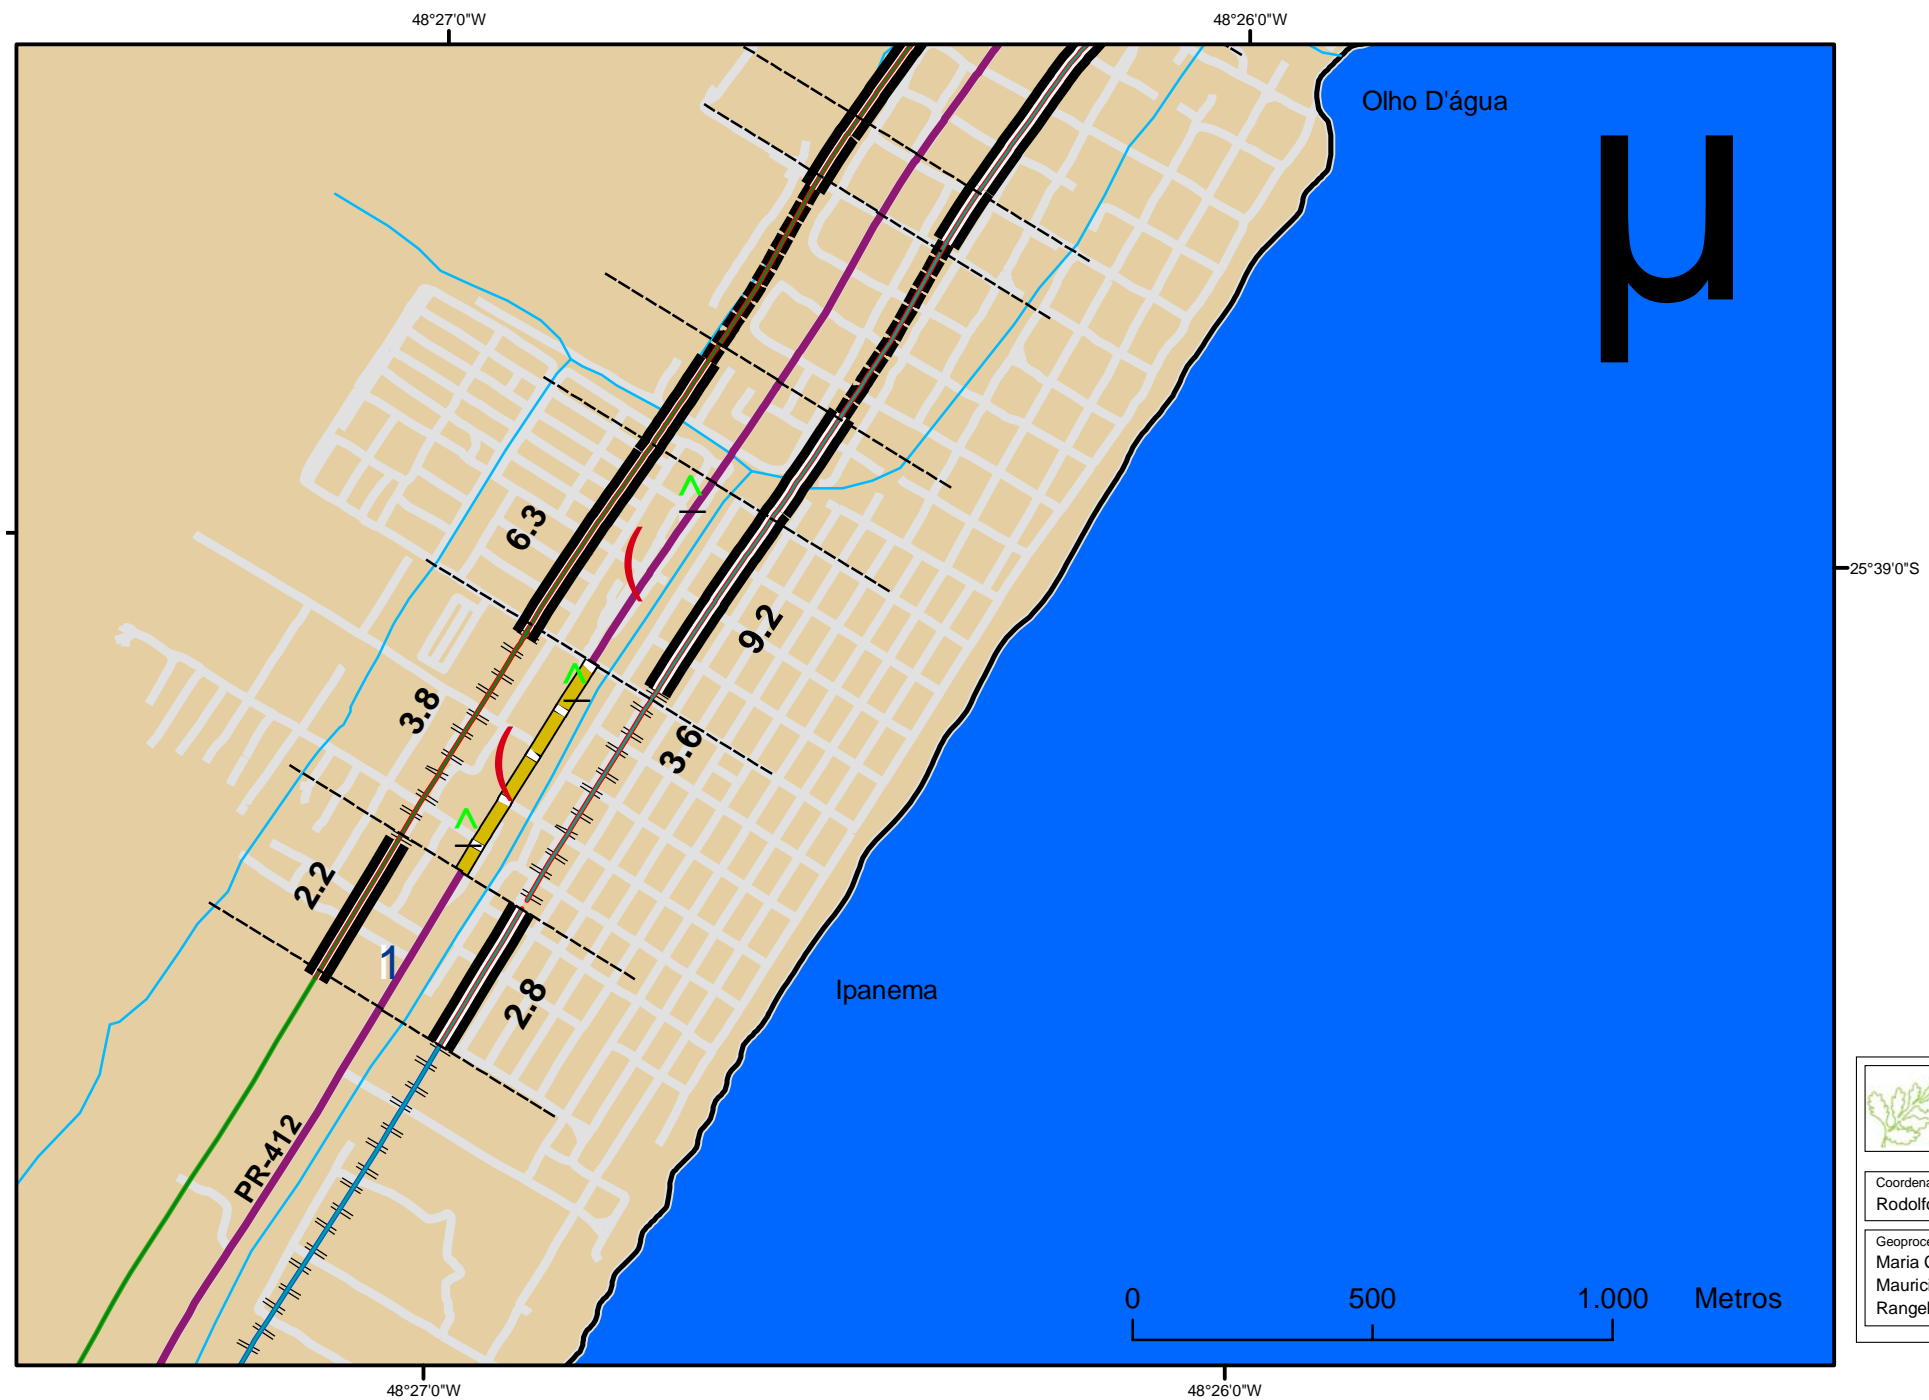 48°27'0"W
48°26'0"W
Olho D'água
µ
25°39'0"S
6.3
9.2
3.8
3.6
2.2
1
2.8
Ipanema
PR-412
0 500 1.000 Metros
48°27'0"W
48°26'0"W
Coordena
Rodolfo
Geoproce
Maria
Maurici
Rangel